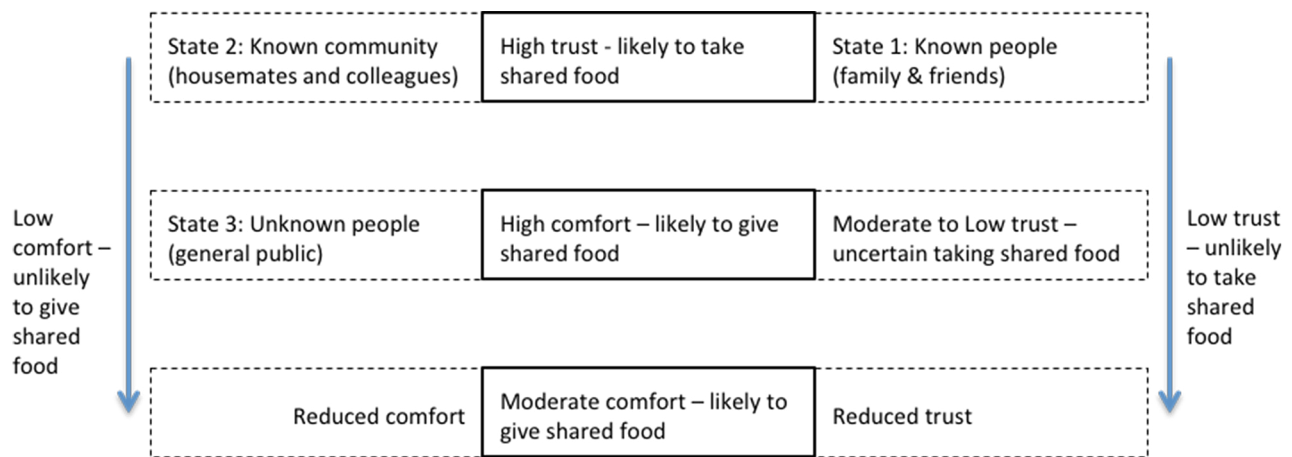 State 2: Known community
(housemates and colleagues)
High trust - likely to take
shared food
State 1: Known people
(family & friends)
Low
comfort –
unlikely
to give
shared
food
State 3: Unknown people
(general public)
High comfort – likely to give
shared food
Moderate to Low trust –
uncertain taking shared food
Low trust
– unlikely
to take
shared
food
Reduced comfort
Moderate comfort – likely to
give shared food
Reduced trust